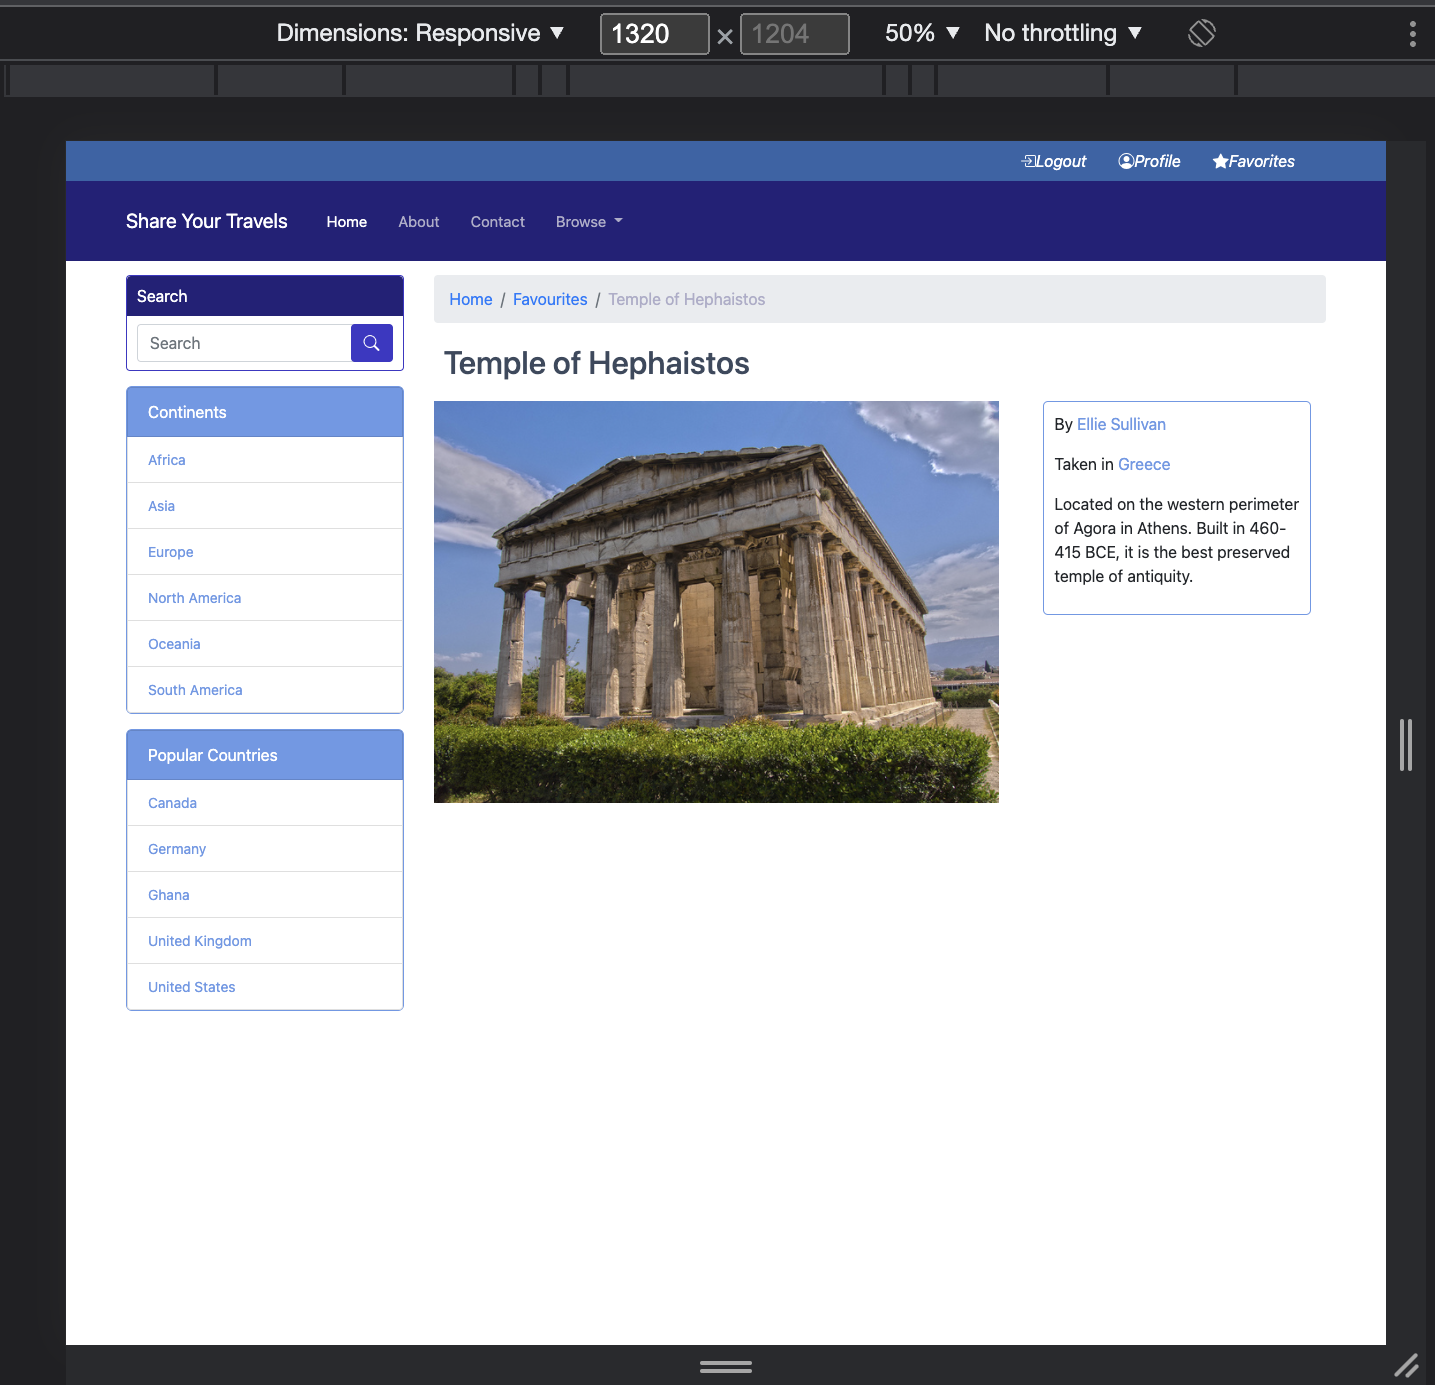 Dimensions: Responsive ▼ 1320 × 1204 50% ▼ No throttling ▼
Logout Profile Favorites
Share Your Travels Home About Contact Browse
Search
Search
Continents
Africa
Asia
Europe
North America
Oceania
South America
Popular Countries
Canada
Germany
Ghana
United Kingdom
United States
Home / Favourites / Temple of Hephaistos
Temple of Hephaistos
By Ellie Sullivan
Taken in Greece
Located on the western perimeter
of Agora in Athens. Built in 460-
415 BCE, it is the best preserved
temple of antiquity.